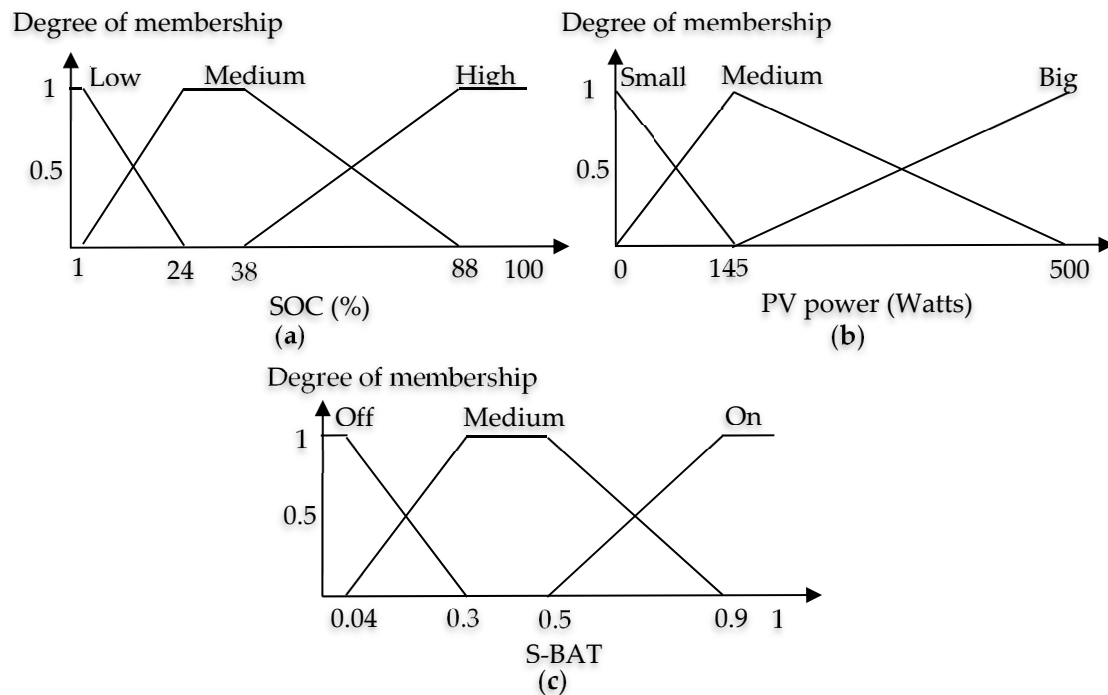 Degree of membership
Low Medium High
1
0.5
1 24 38 88 100
SOC (%)
(a)
Degree of membership
Small Medium Big
1
0.5
0 145 500
PV power (Watts)
(b)
Degree of membership
Off Medium On
1
0.5
0.04 0.3 0.5 0.9 1
S-BAT
(c)